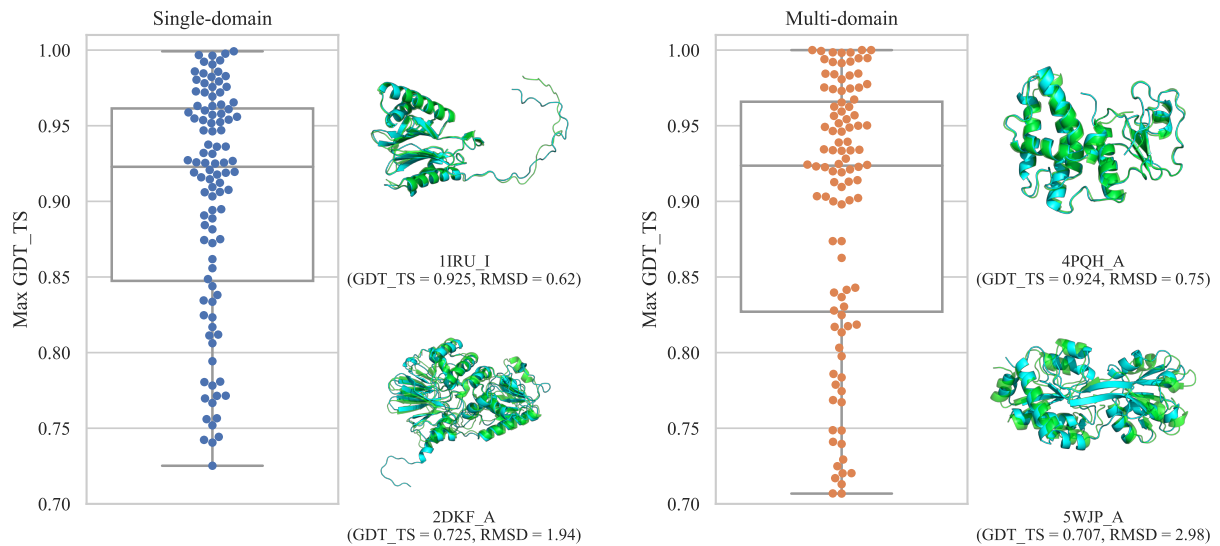 Single-domain
Max GDT_TS
1.00
0.95
0.90
0.85
0.80
0.75
0.70
1IRU_I
(GDT_TS = 0.925, RMSD = 0.62)
2DKF_A
(GDT_TS = 0.725, RMSD = 1.94)
Multi-domain
Max GDT_TS
1.00
0.95
0.90
0.85
0.80
0.75
0.70
4PQH_A
(GDT_TS = 0.924, RMSD = 0.75)
5WJP_A
(GDT_TS = 0.707, RMSD = 2.98)